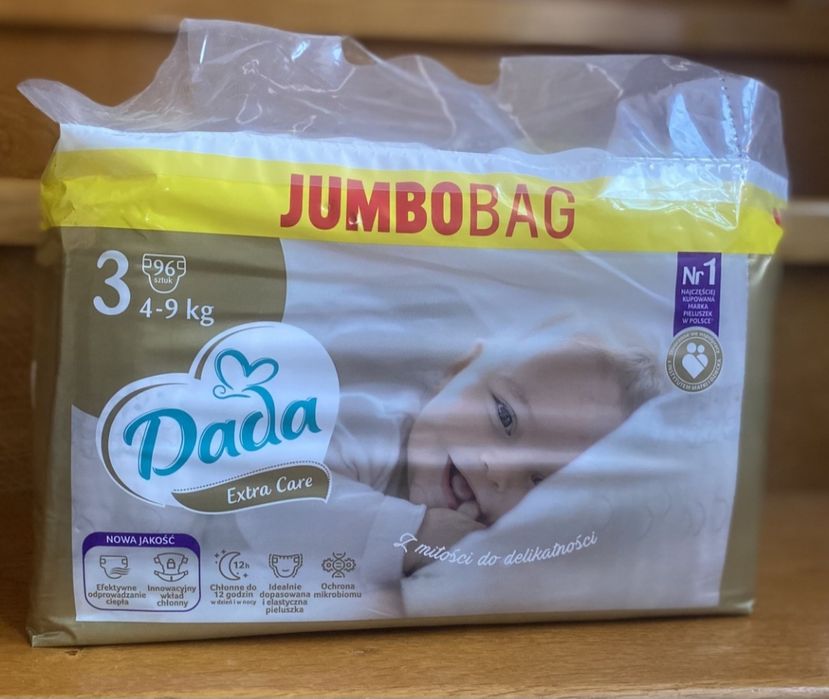 JUMBOBAG
3
96
sztuk
4-9 kg
Nr 1
NAJCZĘŚCIEJ
KUPOWANA
MARKA
PIELUSZEK
W POLSCE
Dada
Extra Care
Z miłości do delikatności
NOWA JAKOŚĆ
Efektywne
odprowadzanie
ciepła
Innowacyjny
wkład
chłonny
12h
Chłonne do
12 godzin
w dzień i w nocy
Idealnie
dopasowana
i elastyczna
pieluszka
Ochrona
mikrobiomu